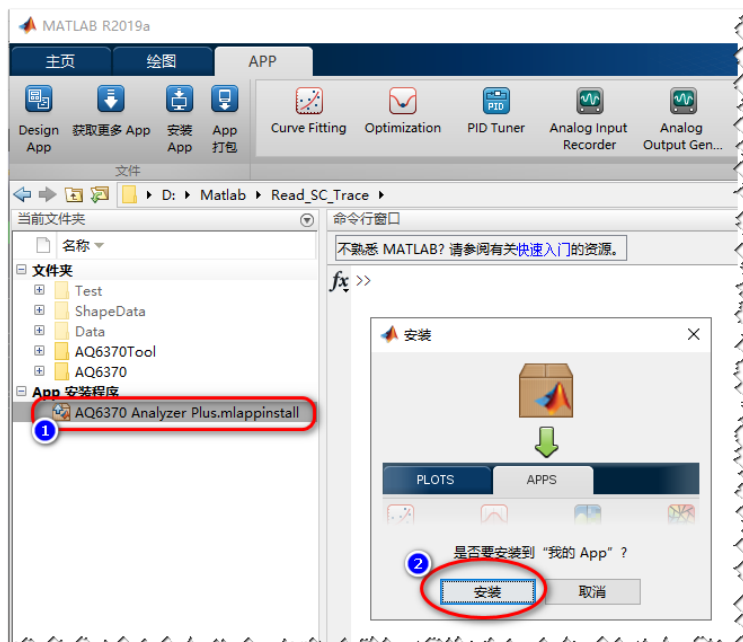 MATLAB R2019a
主页 绘图 APP
Design App 获取更多 App 安装 App App 打包 Curve Fitting Optimization PID Tuner Analog Input Recorder Analog Output Gen...
PID
文件
D: Matlab Read_SC_Trace
当前文件夹
名称
文件夹
Test
ShapeData
Data
AQ6370Tool
AQ6370
App 安装程序
AQ6370 Analyzer Plus.mlappinstall
1
命令行窗口
不熟悉 MATLAB? 请参阅有关快速入门的资源。
fx >>
安装
PLOTS APPS
是否要安装到“我的 App”?
2
安装 取消